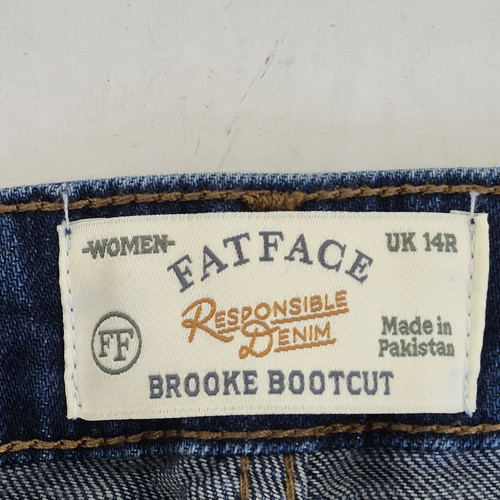 -WOMEN-
FATFACE
UK 14R
RESPONSIBLE
DENIM
FF
Made in
Pakistan
BROOKE BOOTCUT